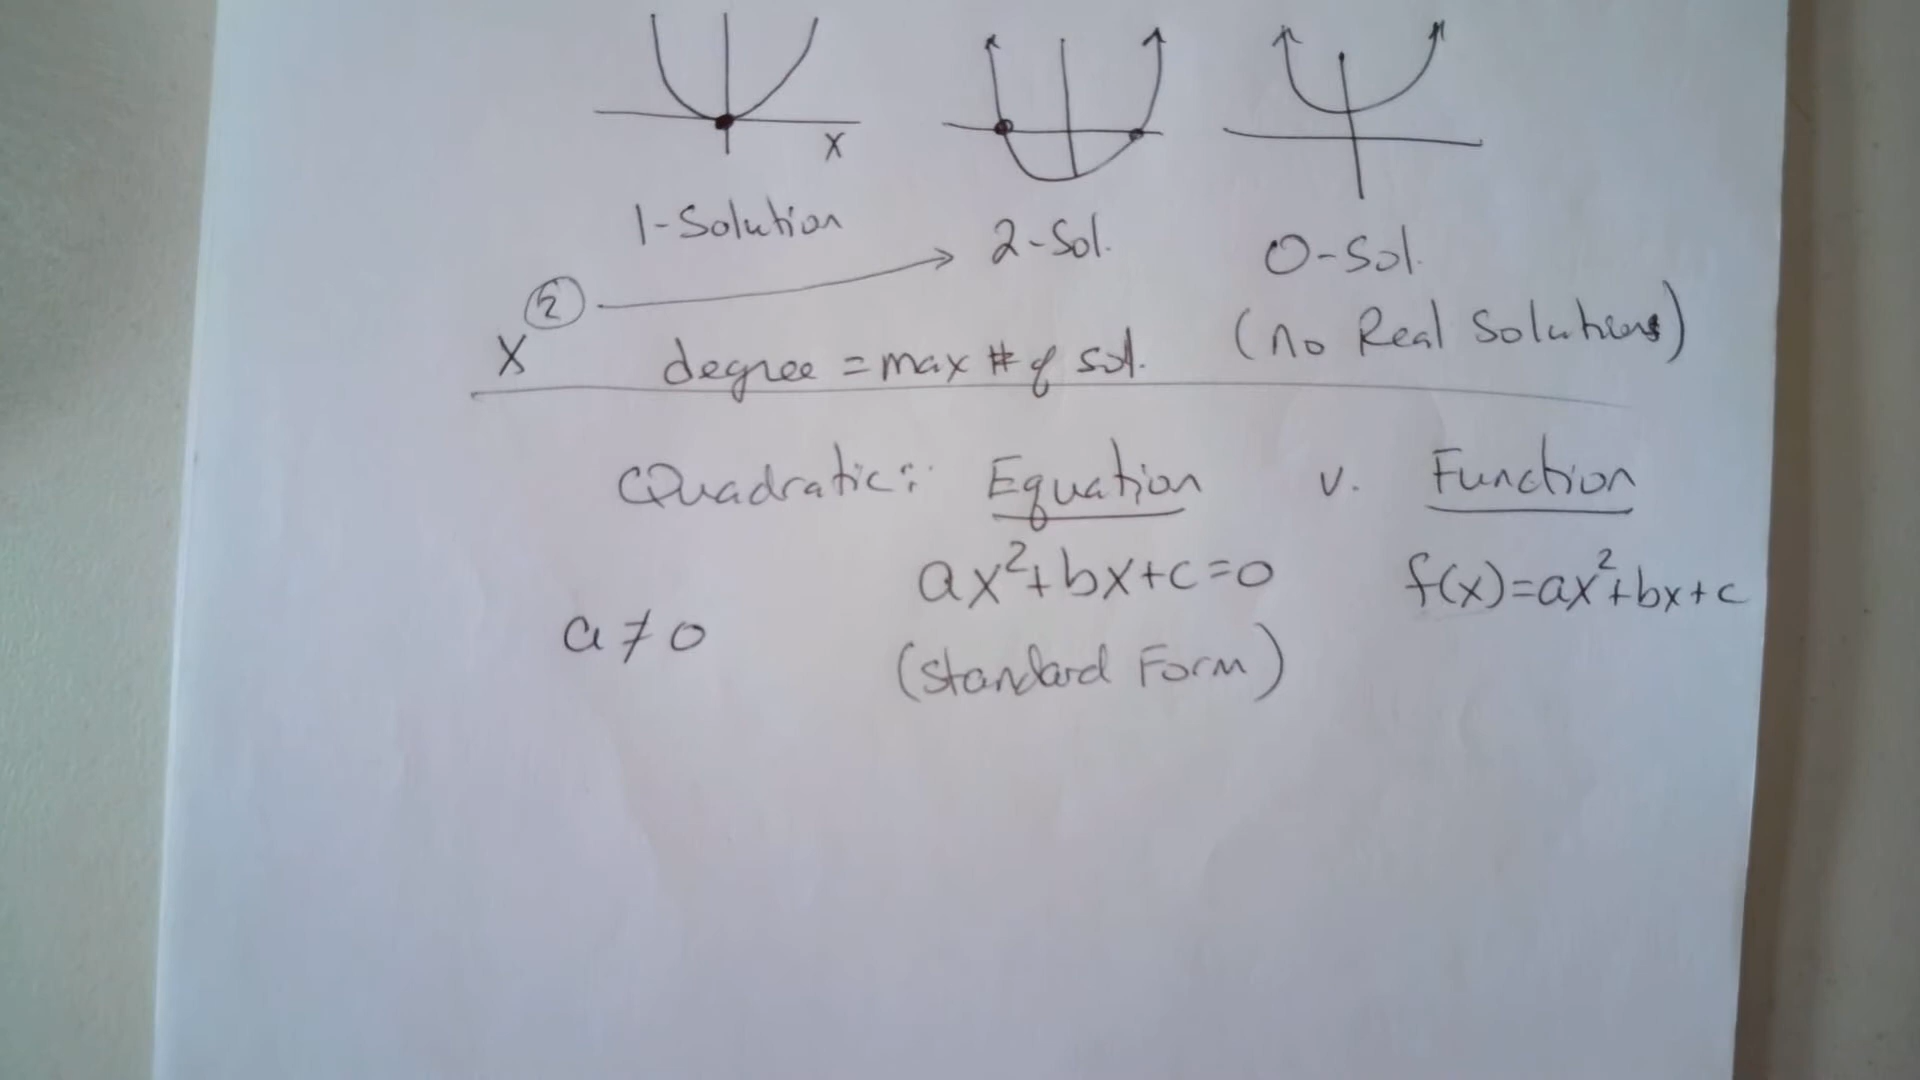 X
1-Solution 2-Sol. 0-Sol.
x²
degree = max # of sol. (no Real Solutions)
Quadratic: Equation v. Function
ax²+bx+c=0 f(x)=ax²+bx+c
a≠0
(Standard Form)